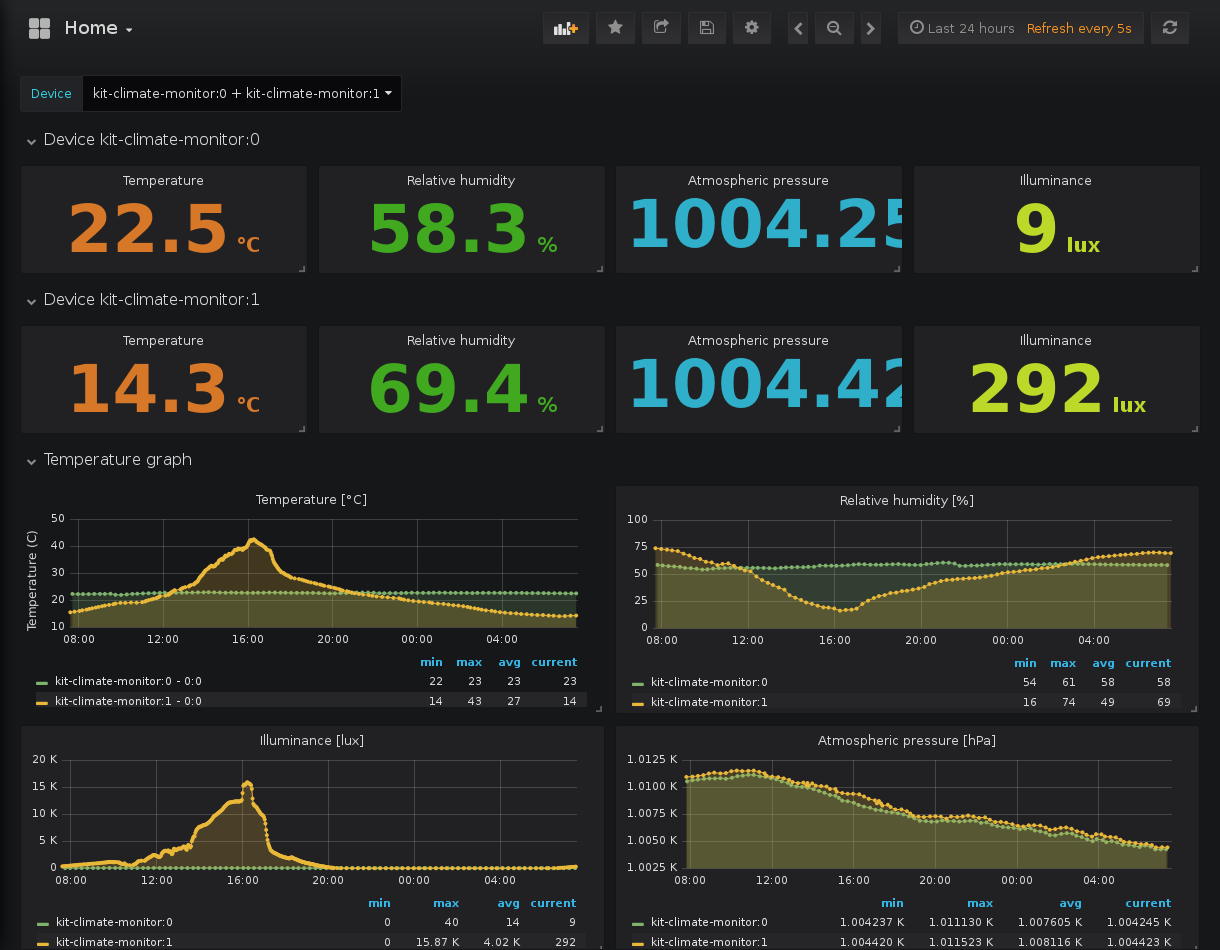 Home
Last 24 hours Refresh every 5s
Device kit-climate-monitor:0 + kit-climate-monitor:1
Device kit-climate-monitor:0
Temperature Relative humidity Atmospheric pressure Illuminance
22.5 °C 58.3 % 1004.25 9 lux
Device kit-climate-monitor:1
Temperature Relative humidity Atmospheric pressure Illuminance
14.3 °C 69.4 % 1004.42 292 lux
Temperature graph
Temperature [°C]
Temperature (C)
50
40
30
20
10
08:00 12:00 16:00 20:00 00:00 04:00
min max avg current
kit-climate-monitor:0 - 0:0 22 23 23 23
kit-climate-monitor:1 - 0:0 14 43 27 14
Relative humidity [%]
100
75
50
25
0
08:00 12:00 16:00 20:00 00:00 04:00
min max avg current
kit-climate-monitor:0 54 61 58 58
kit-climate-monitor:1 16 74 49 69
Illuminance [lux]
20 K
15 K
10 K
5 K
0
08:00 12:00 16:00 20:00 00:00 04:00
min max avg current
kit-climate-monitor:0 0 40 14 9
kit-climate-monitor:1 0 15.87 K 4.02 K 292
Atmospheric pressure [hPa]
1.0125 K
1.0100 K
1.0075 K
1.0050 K
1.0025 K
08:00 12:00 16:00 20:00 00:00 04:00
min max avg current
kit-climate-monitor:0 1.004237 K 1.011130 K 1.007605 K 1.004245 K
kit-climate-monitor:1 1.004420 K 1.011523 K 1.008116 K 1.004423 K